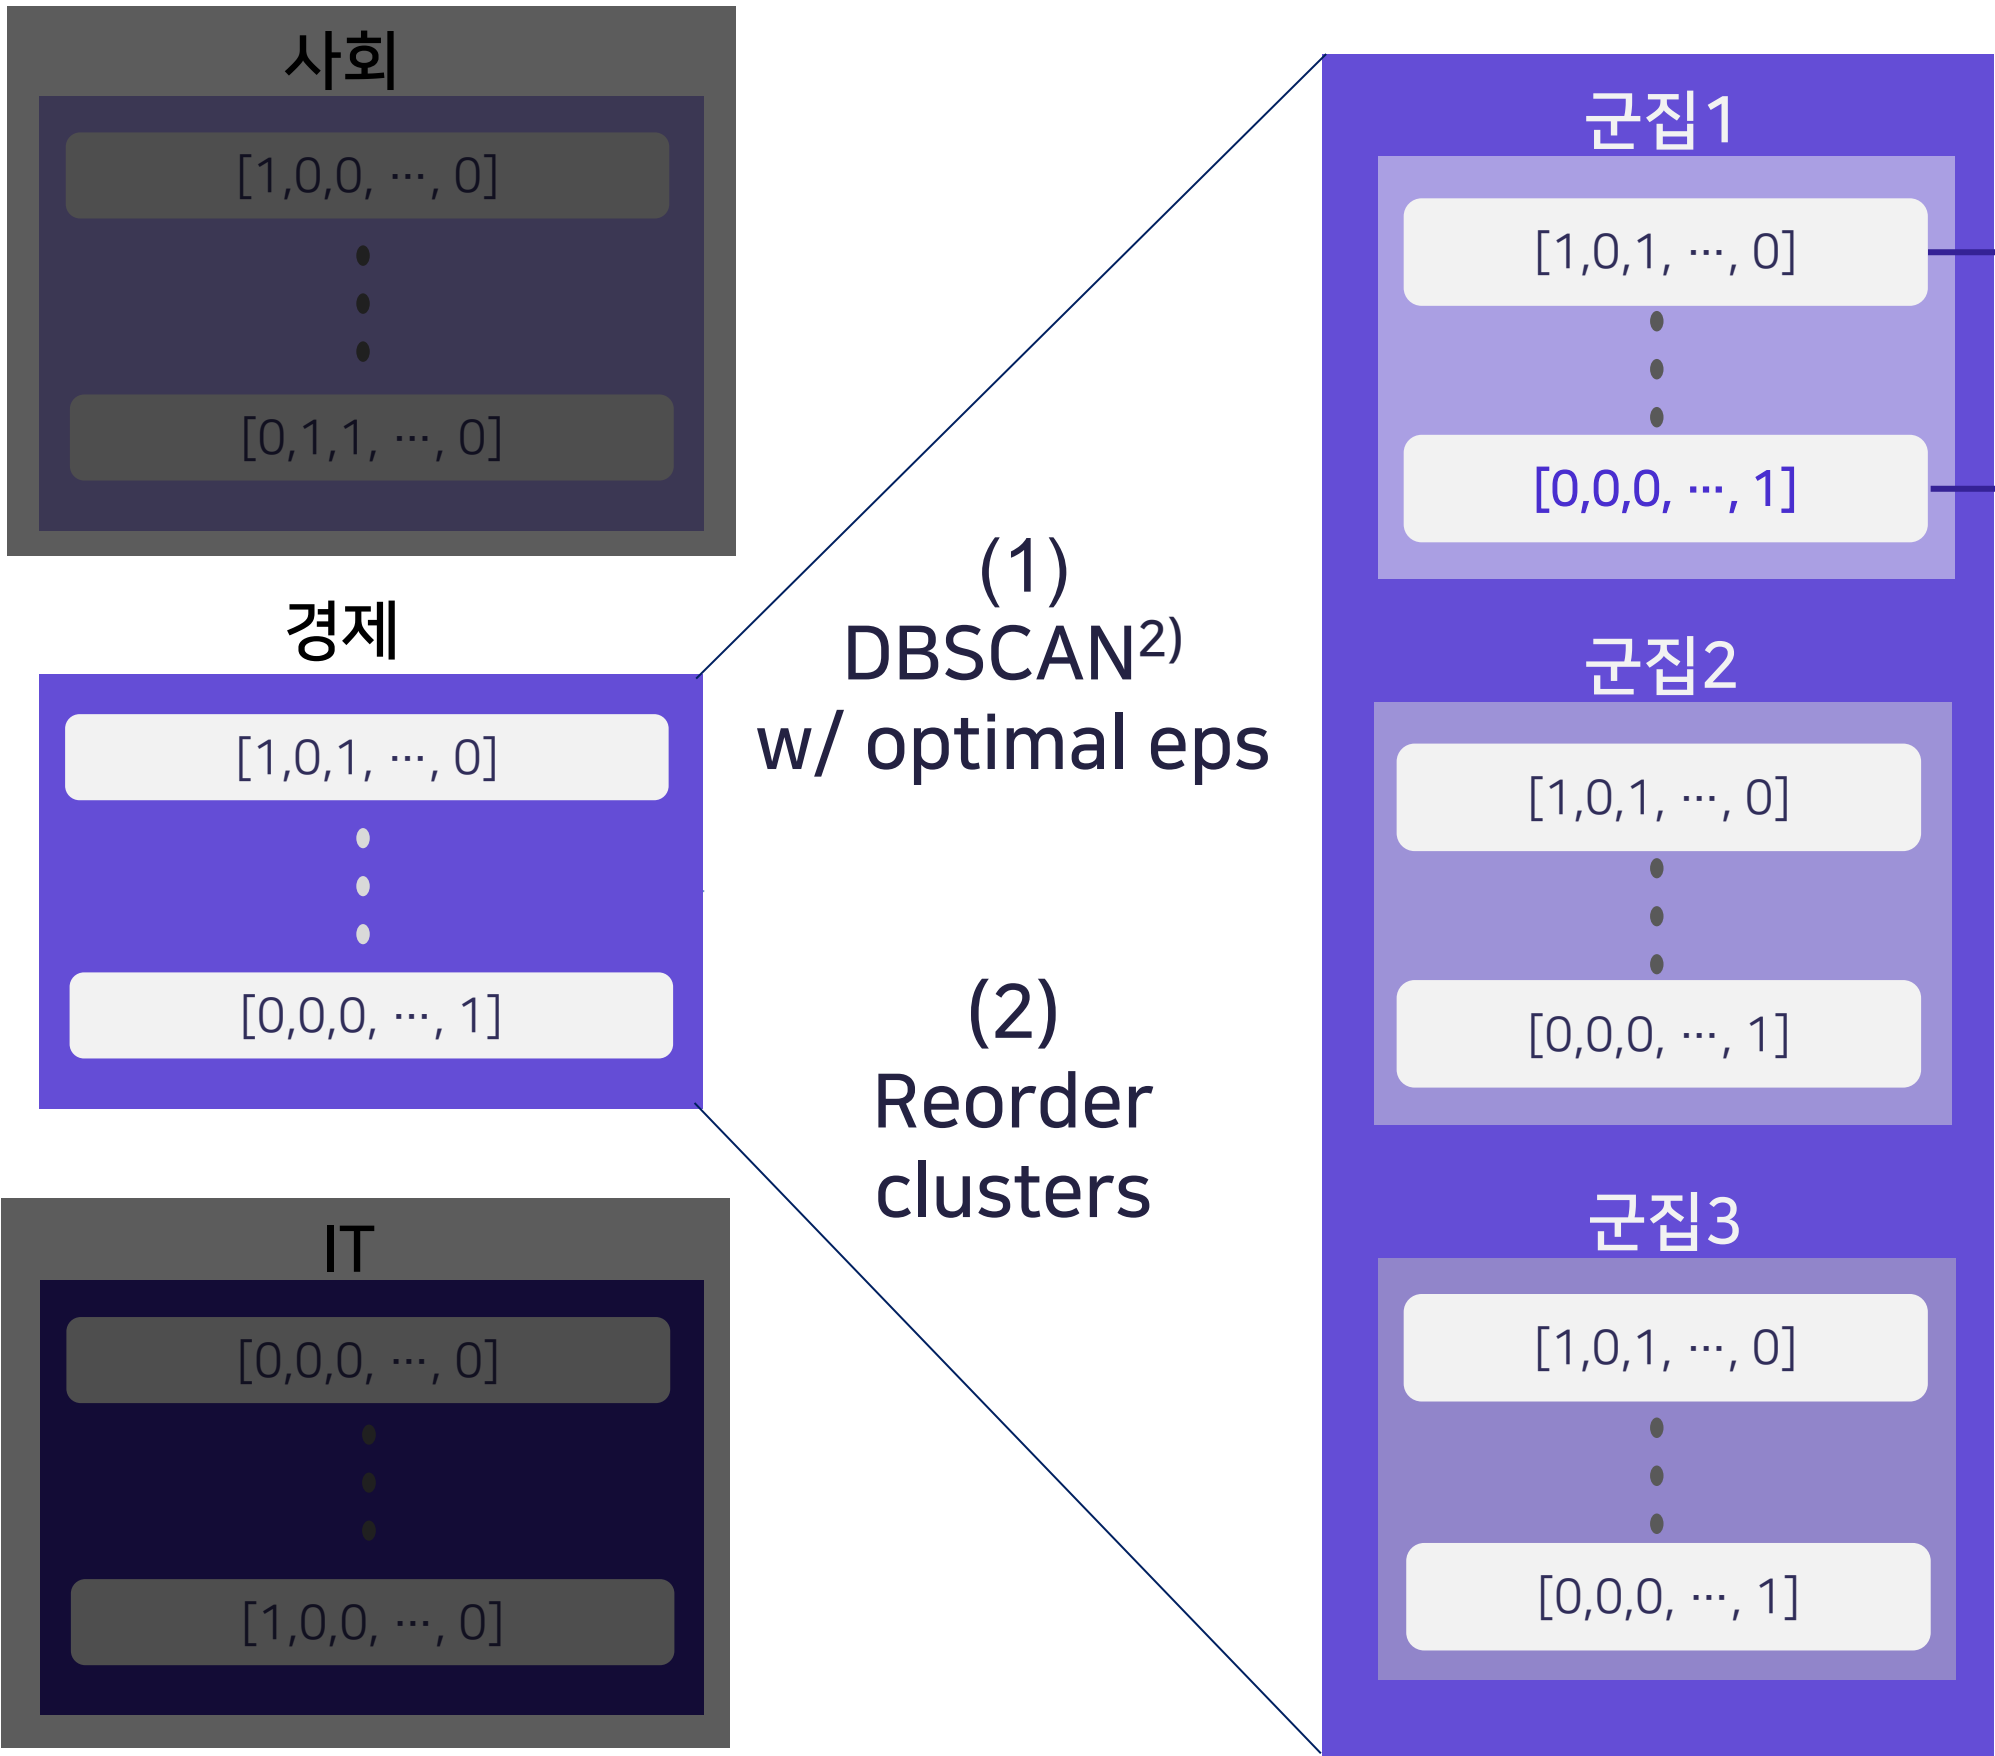 사회
[1,0,0, ···, 0]
[0,1,1, ···, 0]
경제
[1,0,1, ···, 0]
[0,0,0, ···, 1]
IT
[0,0,0, ···, 0]
[1,0,0, ···, 0]
(1)
DBSCAN²⁾
w/ optimal eps
(2)
Reorder
clusters
군집1
[1,0,1, ···, 0]
[0,0,0, ···, 1]
군집2
[1,0,1, ···, 0]
[0,0,0, ···, 1]
군집3
[1,0,1, ···, 0]
[0,0,0, ···, 1]